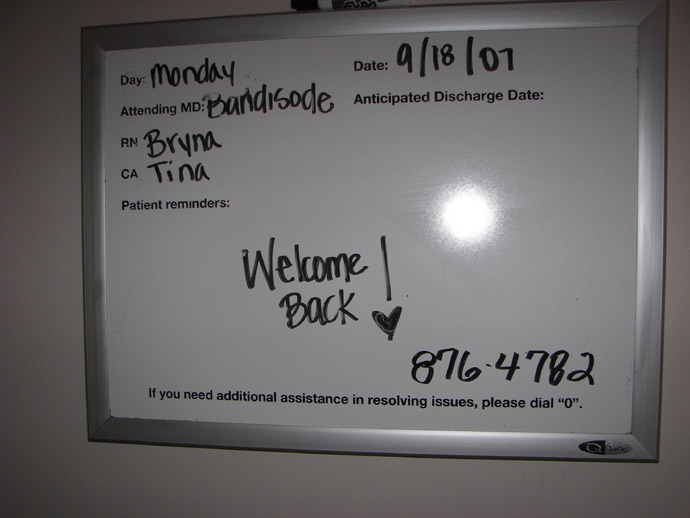 Day: Monday Date: 9/18/07
Attending MD: Bandisode Anticipated Discharge Date:
RN Bryna
CA Tina
Patient reminders:
Welcome!
Back ♥
876-4782
If you need additional assistance in resolving issues, please dial "0".